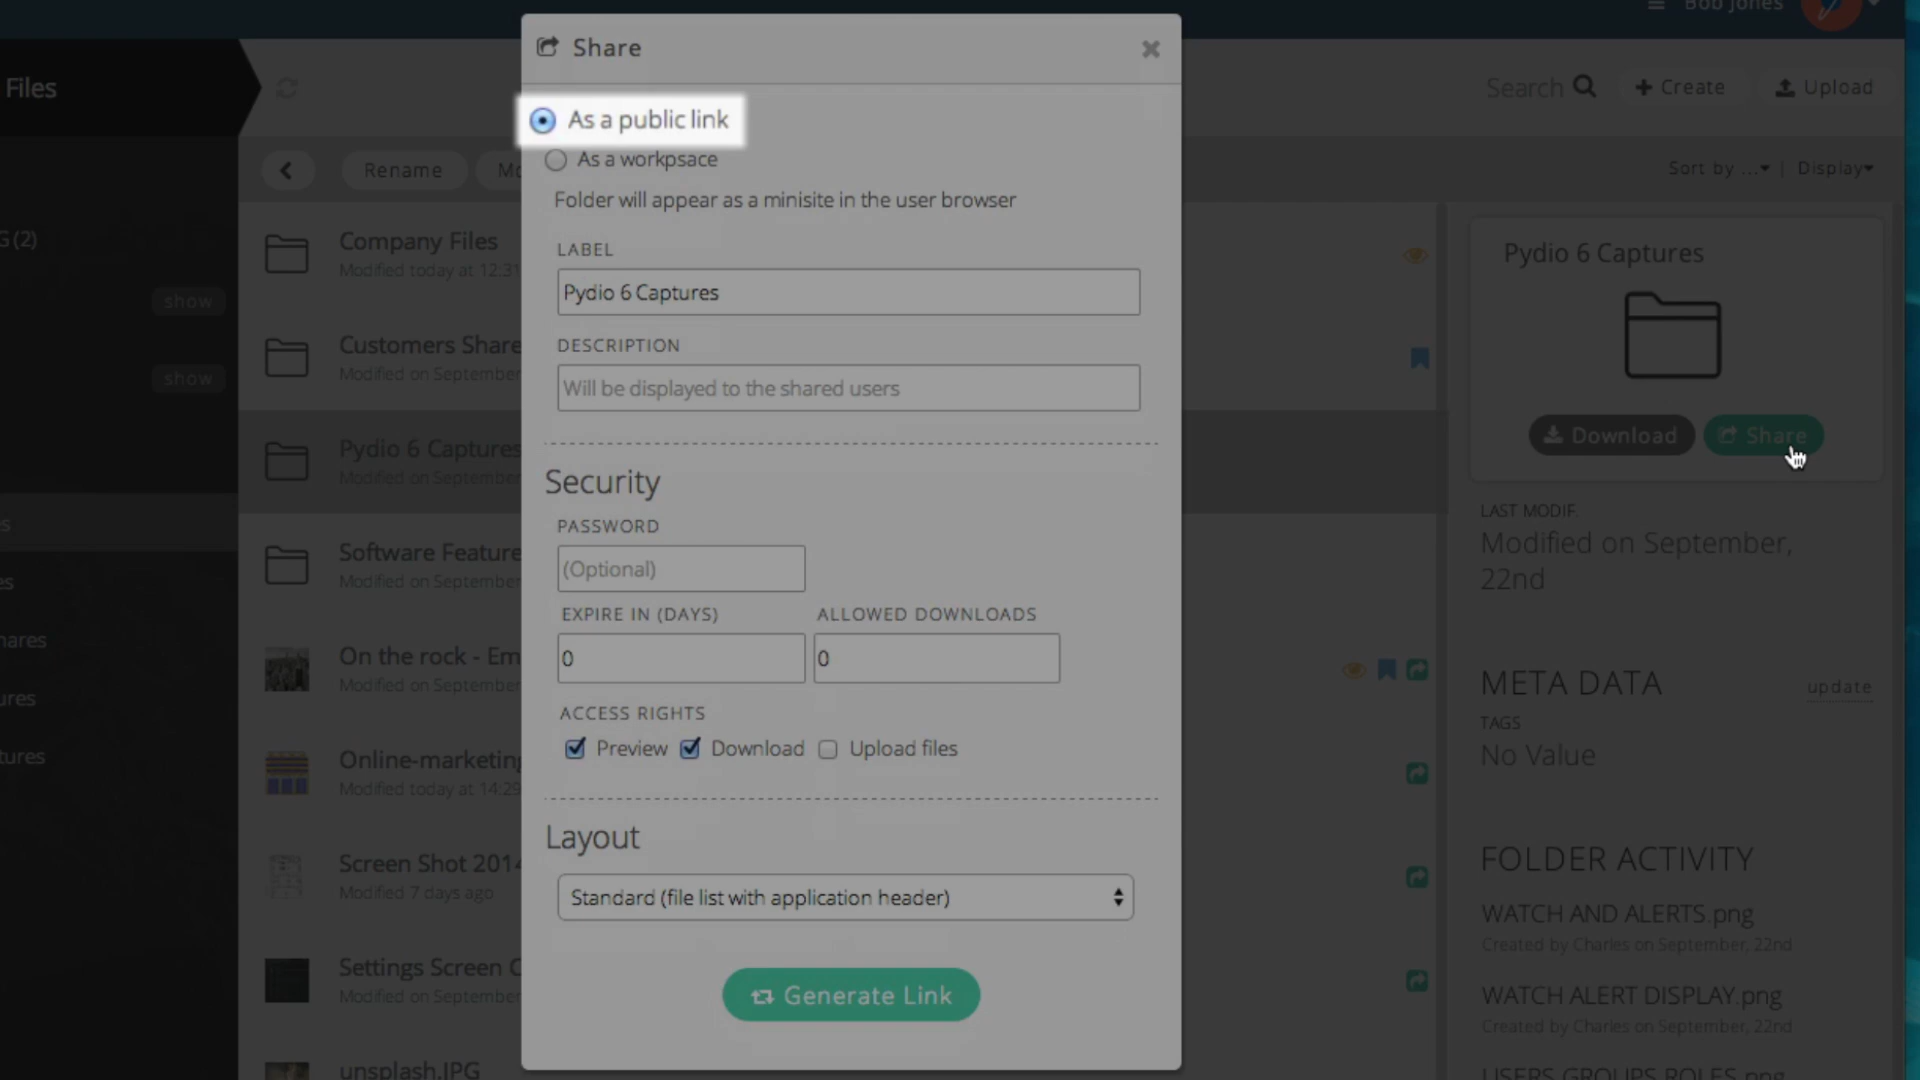 Bob Jones
Share
Files
Search
Create
Upload
As a public link
As a workpsace
Rename
Sort by ...
|
Display
Folder will appear as a minisite in the user browser
(2)
show
show
Company Files
Modified today at 12:31
Customers Share
Modified on September
Pydio 6 Captures
Modified on September
Software Feature
Modified on September
On the rock - Em
Modified on September
Online-marketing
Modified today at 14:29
Screen Shot 2014
Modified 7 days ago
Settings Screen C
Modified on September
unsplash.JPG
LABEL
Pydio 6 Captures
DESCRIPTION
Will be displayed to the shared users
Security
PASSWORD
(Optional)
EXPIRE IN (DAYS)
ALLOWED DOWNLOADS
0
0
ACCESS RIGHTS
Preview
Download
Upload files
Layout
Standard (file list with application header)
Generate Link
Pydio 6 Captures
Download
Share
LAST MODIF.
Modified on September,
22nd
META DATA
update
TAGS
No Value
FOLDER ACTIVITY
WATCH AND ALERTS.png
Created by Charles on September, 22nd
WATCH ALERT DISPLAY.png
Created by Charles on September, 22nd
USERS GROUPS ROLES.png